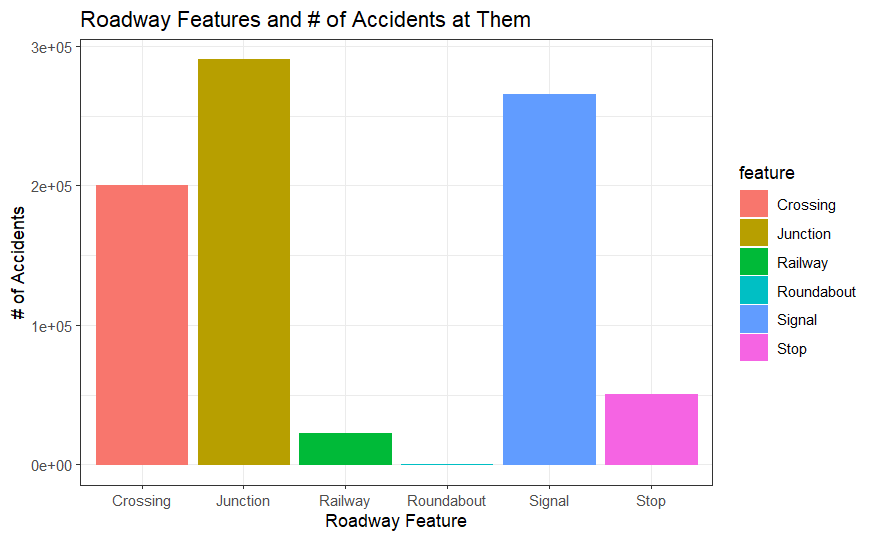 Roadway Features and # of Accidents at Them
3e+05
2e+05
1e+05
0e+00
# of Accidents
Crossing Junction Railway Roundabout Signal Stop
Roadway Feature
feature
Crossing
Junction
Railway
Roundabout
Signal
Stop